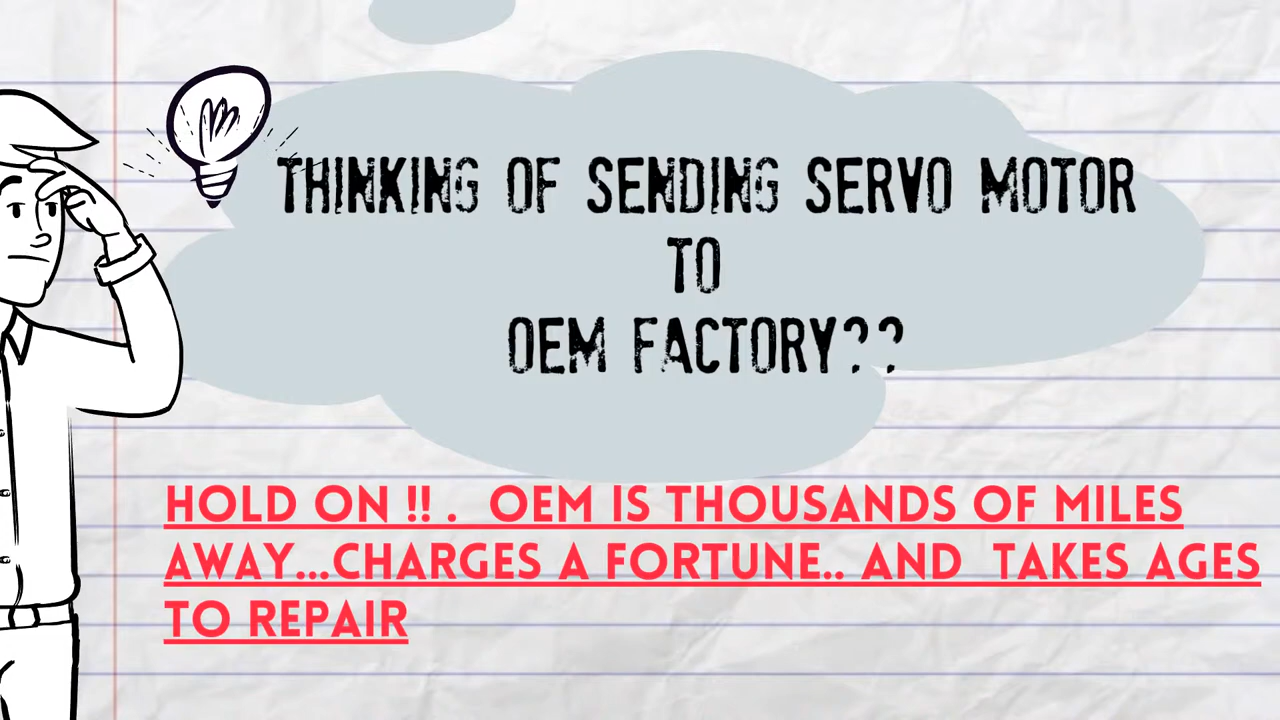 THINKING OF SENDING SERVO MOTOR
TO
OEM FACTORY??
HOLD ON !! .  OEM IS THOUSANDS OF MILES
AWAY...CHARGES A FORTUNE.. AND  TAKES AGES
TO REPAIR